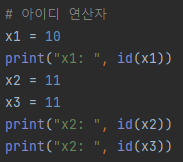 # 아이디 연산자
x1 = 10
print("x1: ", id(x1))
x2 = 11
x3 = 11
print("x2: ", id(x2))
print("x2: ", id(x3))